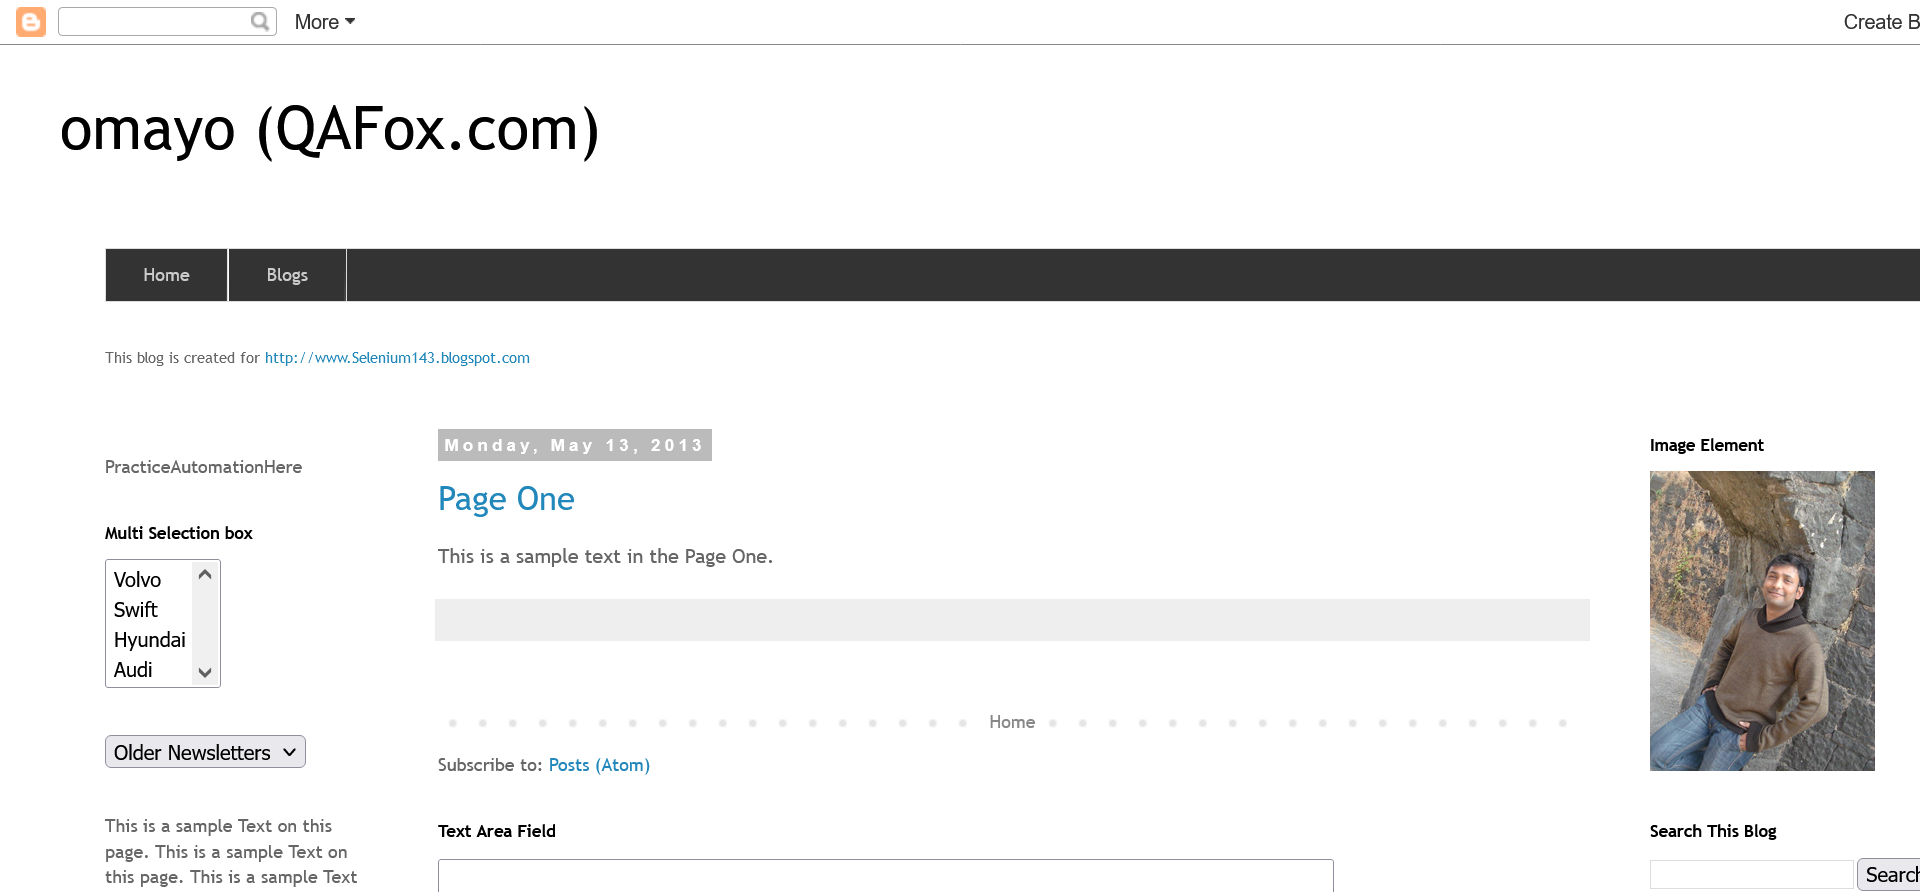 More
Create B
omayo (QAFox.com)
Home
Blogs
This blog is created for http://www.Selenium143.blogspot.com
PracticeAutomationHere
Multi Selection box
Volvo
Swift
Hyundai
Audi
Older Newsletters
This is a sample Text on this
page. This is a sample Text on
this page. This is a sample Text
Monday, May 13, 2013
Page One
This is a sample text in the Page One.
Home
Subscribe to: Posts (Atom)
Text Area Field
Image Element
Search This Blog
Search